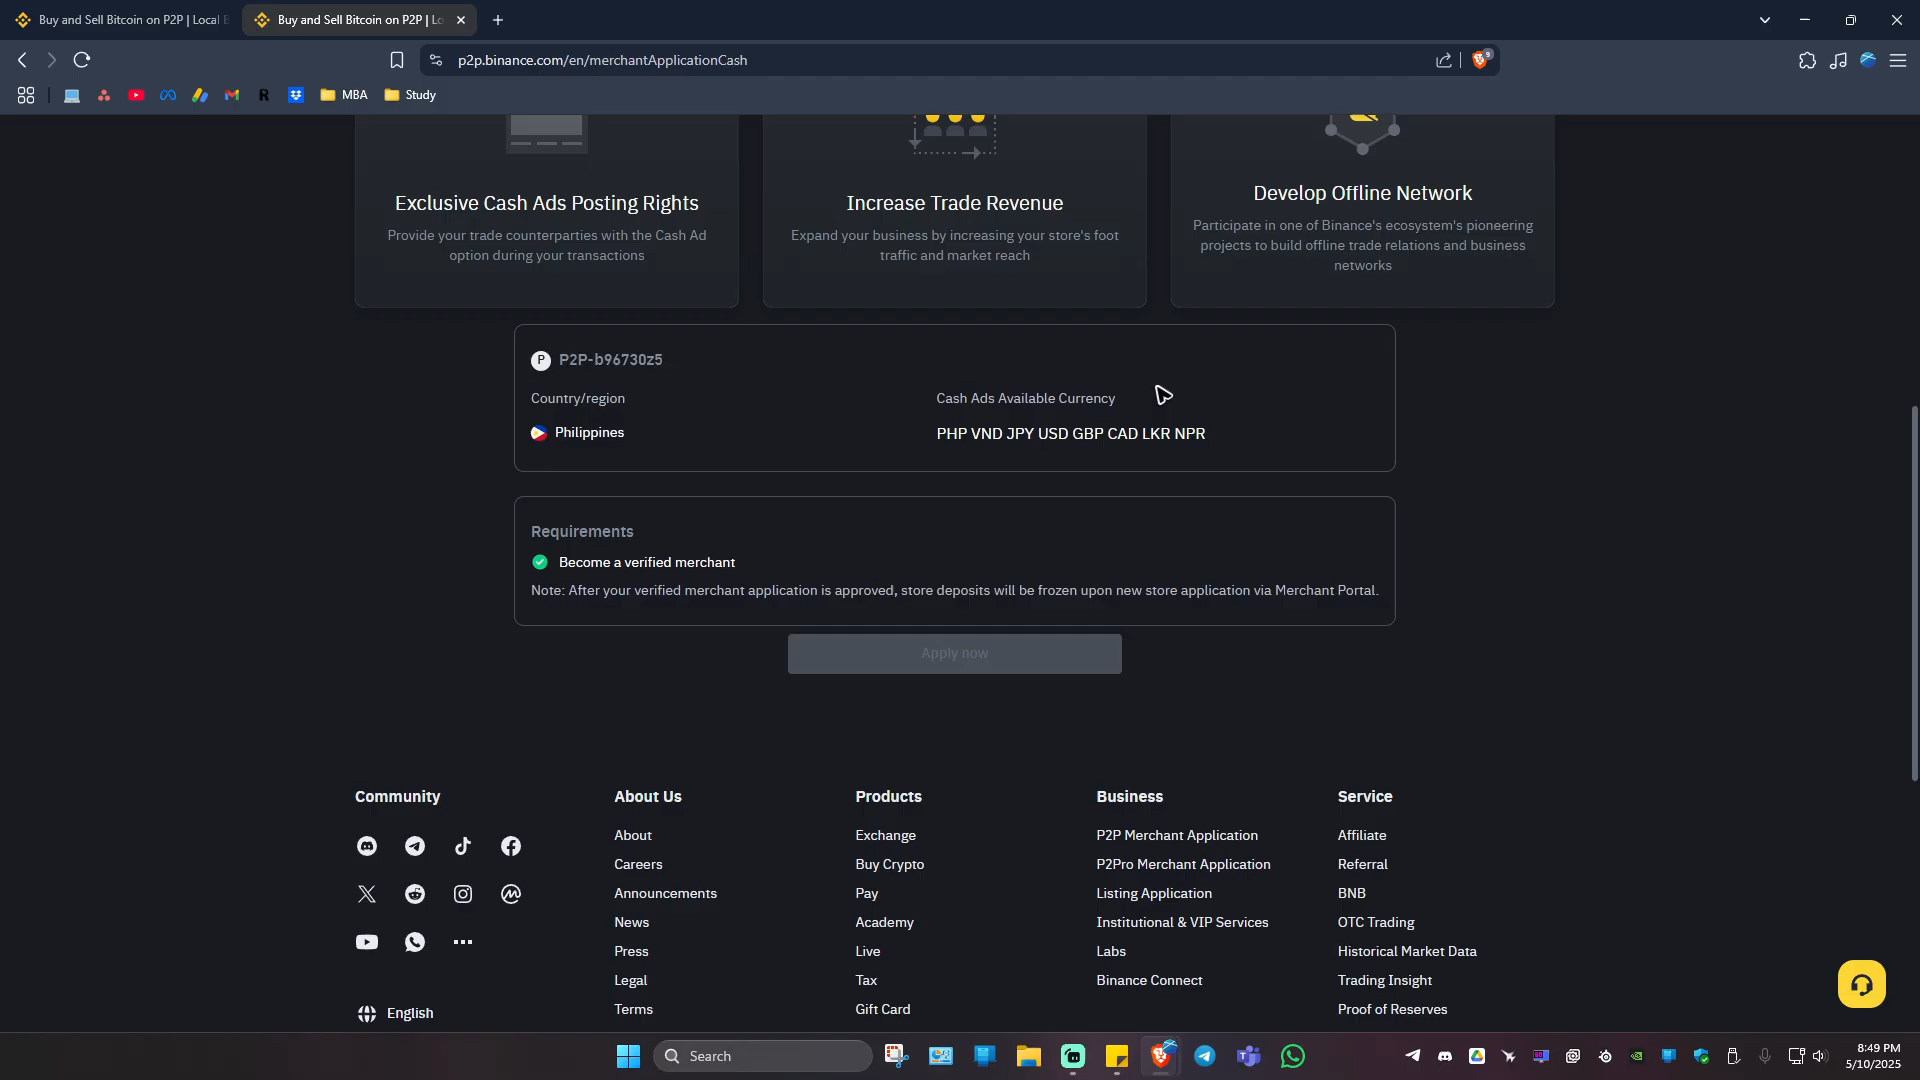 Buy and Sell Bitcoin on P2P | Local B
Buy and Sell Bitcoin on P2P | Lo
p2p.binance.com/en/merchantApplicationCash
9
MBA
Study
Exclusive Cash Ads Posting Rights
Provide your trade counterparties with the Cash Ad
option during your transactions
Increase Trade Revenue
Expand your business by increasing your store's foot
traffic and market reach
Develop Offline Network
Participate in one of Binance's ecosystem's pioneering
projects to build offline trade relations and business
networks
P P2P-b96730z5
Country/region
Cash Ads Available Currency
Philippines
PHP VND JPY USD GBP CAD LKR NPR
Requirements
Become a verified merchant
Note: After your verified merchant application is approved, store deposits will be frozen upon new store application via Merchant Portal.
Apply now
Community
English
About Us
About
Careers
Announcements
News
Press
Legal
Terms
Products
Exchange
Buy Crypto
Pay
Academy
Live
Tax
Gift Card
Business
P2P Merchant Application
P2Pro Merchant Application
Listing Application
Institutional & VIP Services
Labs
Binance Connect
Service
Affiliate
Referral
BNB
OTC Trading
Historical Market Data
Trading Insight
Proof of Reserves
Search
8:49 PM
5/10/2025